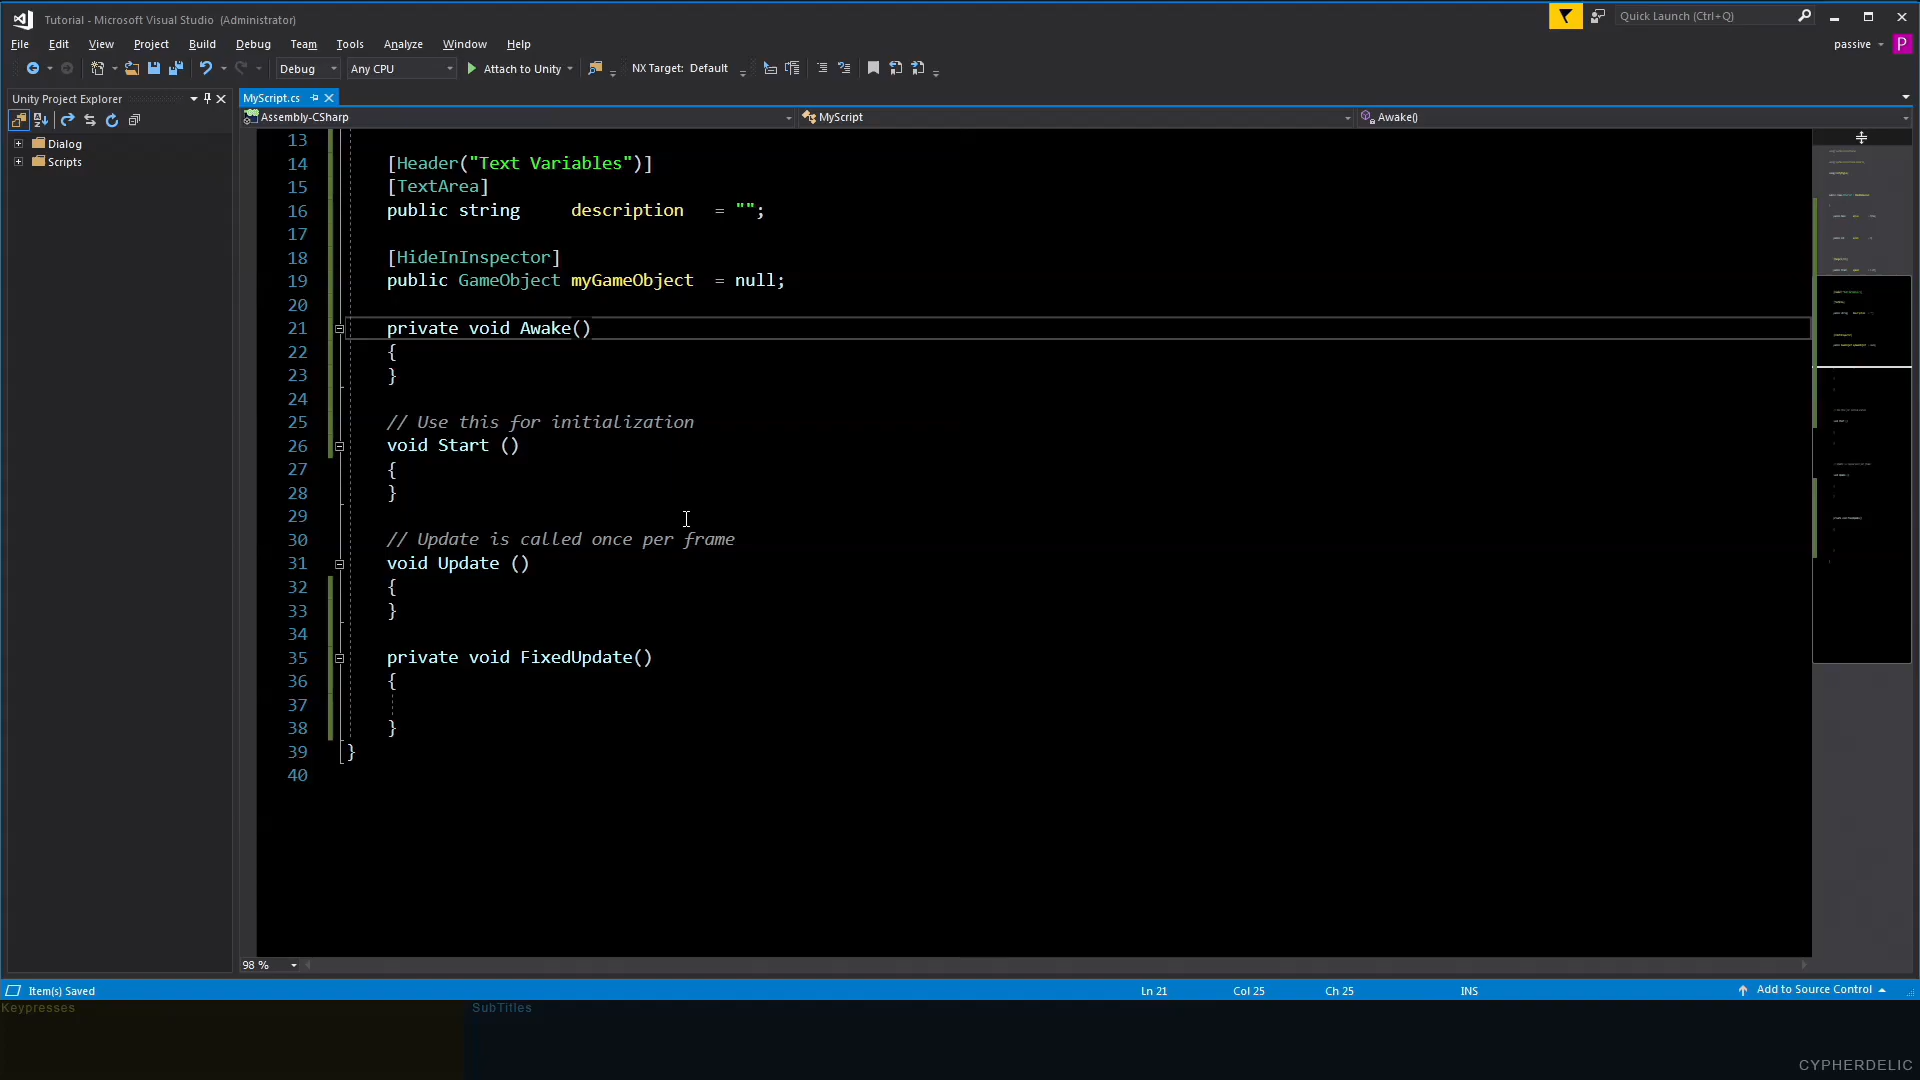 Tutorial - Microsoft Visual Studio (Administrator)
Quick Launch (Ctrl+Q)
File Edit View Project Build Debug Team Tools Analyze Window Help
passive P
Debug Any CPU Attach to Unity NX Target: Default
Unity Project Explorer
MyScript.cs
Assembly-CSharp MyScript Awake()
Dialog
Scripts
13
14 [Header("Text Variables")]
15 [TextArea]
16 public string description = "";
17
18 [HideInInspector]
19 public GameObject myGameObject = null;
20
21 private void Awake()
22 {
23 }
24
25 // Use this for initialization
26 void Start ()
27 {
28 }
29
30 // Update is called once per frame
31 void Update ()
32 {
33 }
34
35 private void FixedUpdate()
36 {
37
38 }
39 }
40
98 %
Item(s) Saved Ln 21 Col 25 Ch 25 INS Add to Source Control
Keypresses SubTitles
CYPHERDELIC